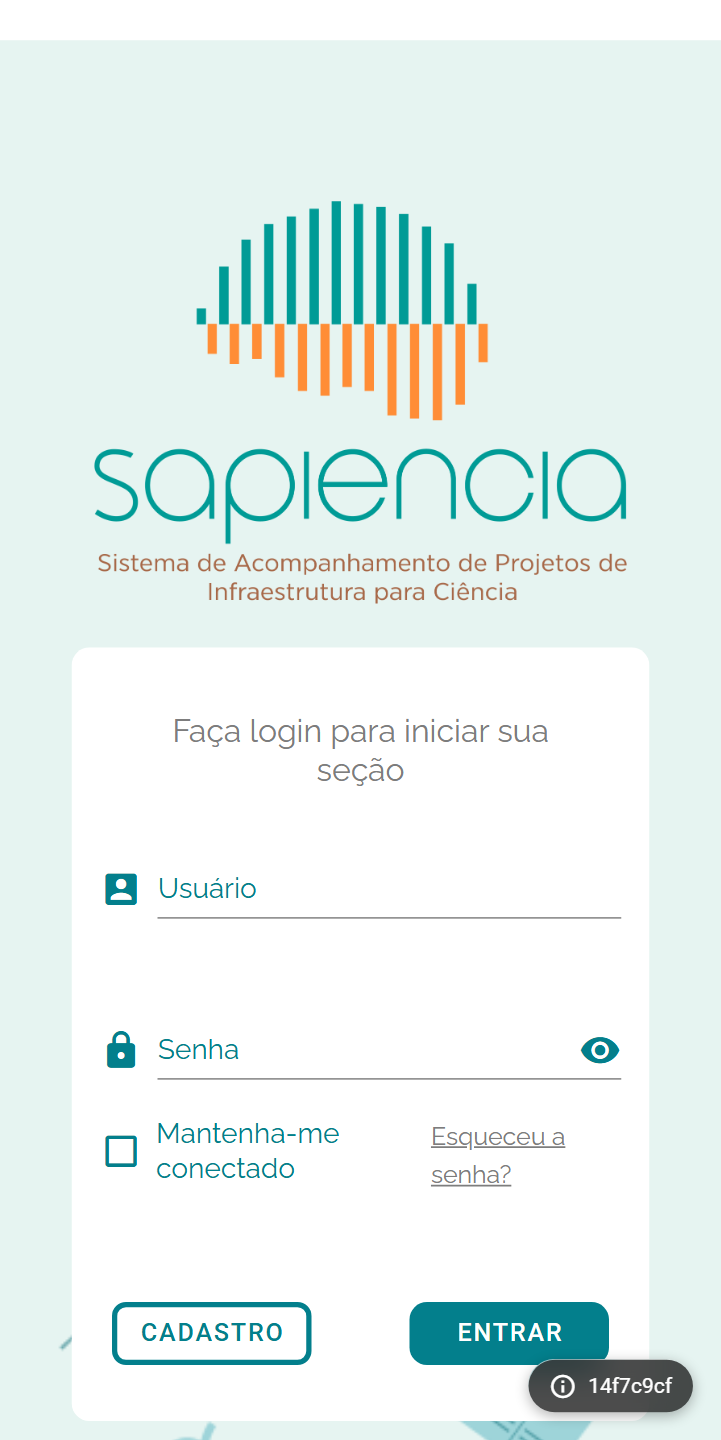 sapiencia
Sistema de Acompanhamento de Projetos de
Infraestrutura para Ciência
Faça login para iniciar sua
seção
Usuário
Senha
Mantenha-me
conectado
Esqueceu a
senha?
CADASTRO
ENTRAR
14f7c9cf